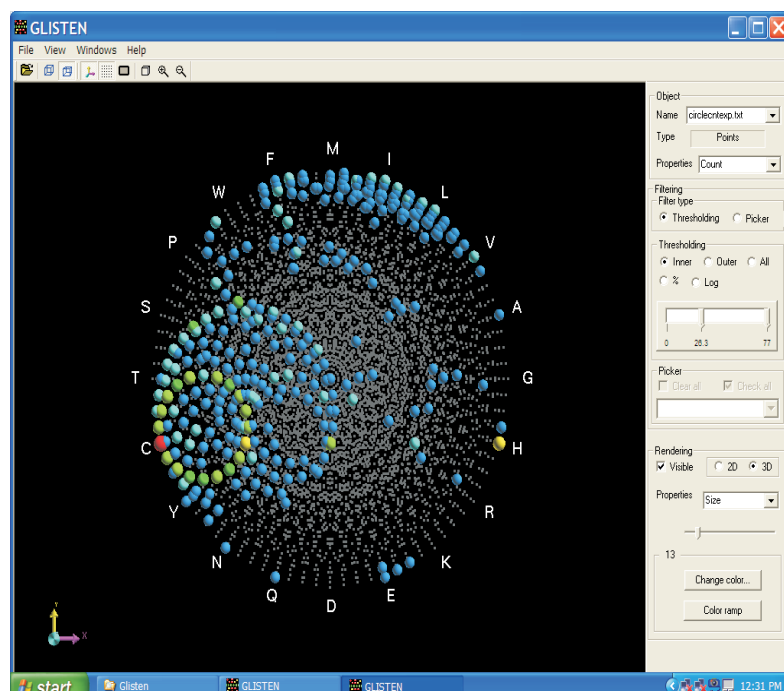 GLISTEN
File View Windows Help
Object
Name circlecntexp.txt
Type Points
Properties Count
Filtering
Filter type
Thresholding Picker
Thresholding
Inner Outer All
% Log
0 26.3 77
Picker
Clear all Check all
Rendering
Visible 2D 3D
Properties Size
13
Change color...
Color ramp
M
F I
W L
P V
S A
T G
C H
Y R
N K
Q E
D
Y
X
start Glisten GLISTEN GLISTEN 12:31 PM